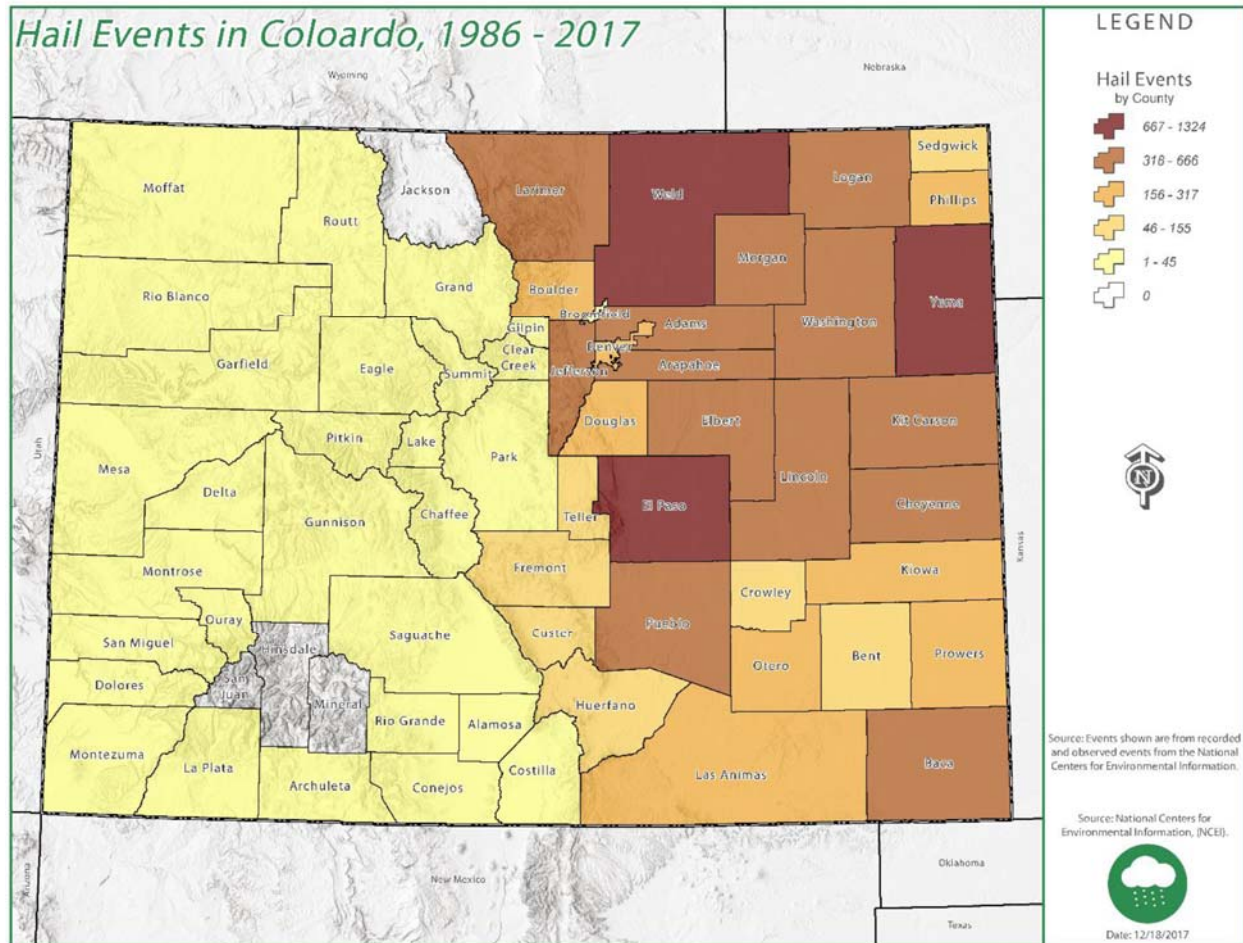 Hail Events in Coloardo, 1986 - 2017
Wyoming
Nebraska
Utah
Kansas
Arizona
New Mexico
Oklahoma
Texas
Moffat
Routt
Jackson
Larimer
Weld
Logan
Sedgwick
Phillips
Morgan
Rio Blanco
Grand
Boulder
Broomfield
Yuma
Washington
Adams
Gilpin
Denver
Garfield
Eagle
Summit
Clear
Creek
Jefferson
Arapahoe
Pitkin
Lake
Park
Douglas
Elbert
Kit Carson
Mesa
Delta
Gunnison
Chaffee
Teller
El Paso
Lincoln
Cheyenne
Montrose
Fremont
Crowley
Kiowa
Ouray
San Miguel
Hinsdale
Saguache
Custer
Pueblo
Otero
Bent
Prowers
Dolores
San
Juan
Mineral
Rio Grande
Alamosa
Huerfano
Montezuma
La Plata
Archuleta
Conejos
Costilla
Las Animas
Baca
LEGEND
Hail Events
by County
667 - 1324
318 - 666
156 - 317
46 - 155
1 - 45
0
N
Source: Events shown are from recorded
and observed events from the National
Centers for Environmental Information.
Source: National Centers for
Environmental Information, (NCEI).
Date: 12/18/2017